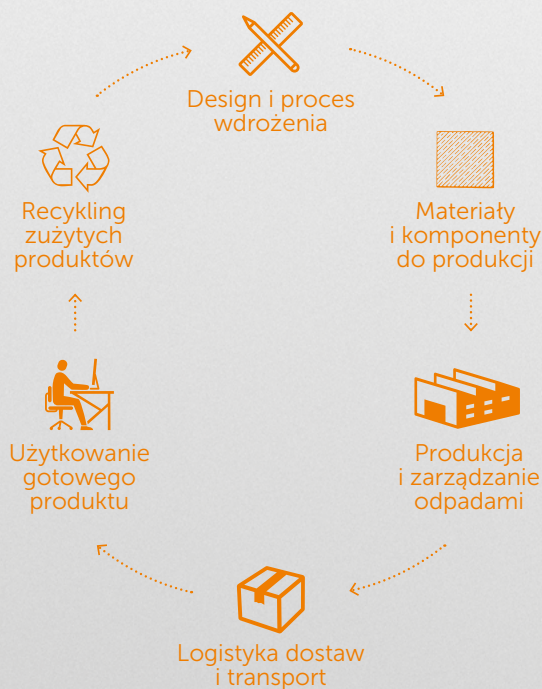 Design i proces
wdrożenia
Materiały
i komponenty
do produkcji
Produkcja
i zarządzanie
odpadami
Logistyka dostaw
i transport
Użytkowanie
gotowego
produktu
Recykling
zużytych
produktów